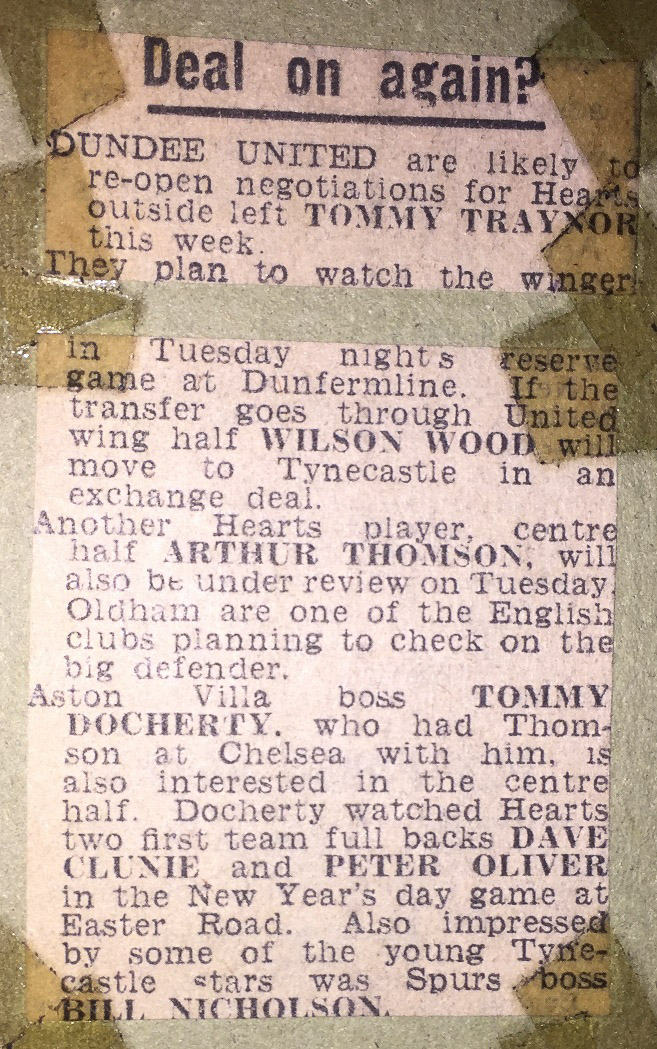 Deal on again?
DUNDEE UNITED are likely to
re-open negotiations for Hearts
outside left TOMMY TRAYNOR
this week.
They plan to watch the winger
in Tuesday night s reserve
game at Dunfermline. If the
transfer goes through United
wing half WILSON WOOD will
move to Tynecastle in an
exchange deal.
Another Hearts player, centre
half ARTHUR THOMSON, will
also be under review on Tuesday.
Oldham are one of the English
clubs planning to check on the
big defender.
Aston Villa boss TOMMY
DOCHERTY, who had Thom-
son at Chelsea with him, is
also interested in the centre
half. Docherty watched Hearts
two first team full backs DAVE
CLUNIE and PETER OLIVER
in the New Year's day game at
Easter Road. Also impressed
by some of the young Tyne-
castle stars was Spurs boss
BILL NICHOLSON.